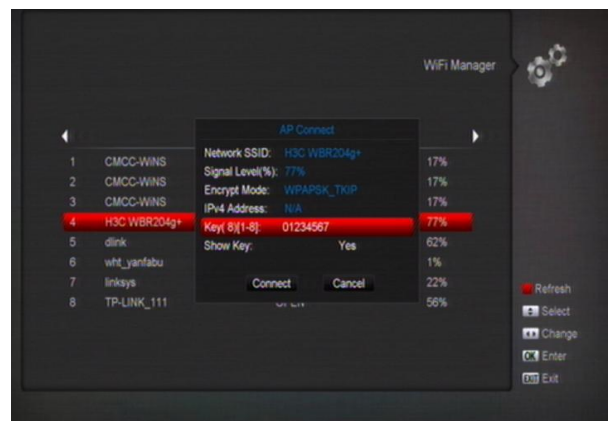 WiFi Manager
AP Connect
Network SSID: H3C WBR204g+
Signal Level(%): 77%
Encrypt Mode: WPAPSK_TKIP
IPv4 Address: N/A
Key( 8)[1-8]: 01234567
Show Key: Yes
Connect Cancel
1 CMCC-WiNS 17%
2 CMCC-WiNS 17%
3 CMCC-WiNS 17%
4 H3C WBR204g+ 77%
5 dlink 62%
6 wht_yanfabu 1%
7 linksys 22%
8 TP-LINK_111 OPEN 56%
Refresh
Select
Change
OK Enter
EXIT Exit